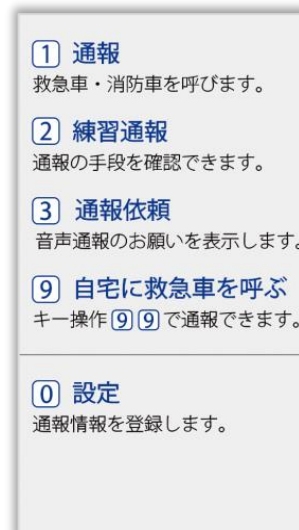 1 通報
救急車・消防車を呼びます。
2 練習通報
通報の手段を確認できます。
3 通報依頼
音声通報のお願いを表示します。
9 自宅に救急車を呼ぶ
キー操作99で通報できます。
0 設定
通報情報を登録します。